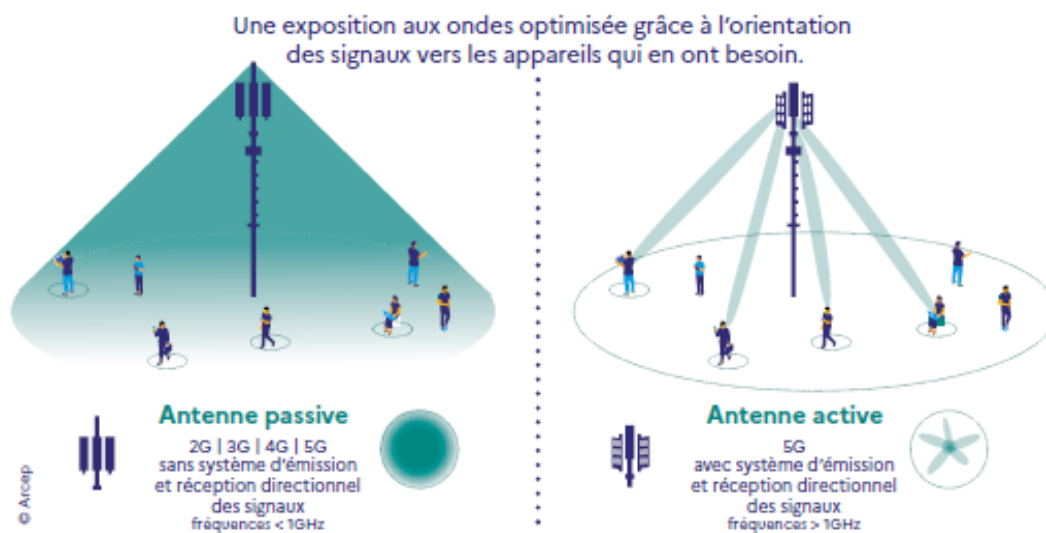 Une exposition aux ondes optimisée grâce à l'orientation
des signaux vers les appareils qui en ont besoin.
Antenne passive
2G | 3G | 4G | 5G
sans système d'émission
et réception directionnel
des signaux
fréquences < 1GHz
Antenne active
5G
avec système d'émission
et réception directionnel
des signaux
fréquences > 1GHz
© Arcep